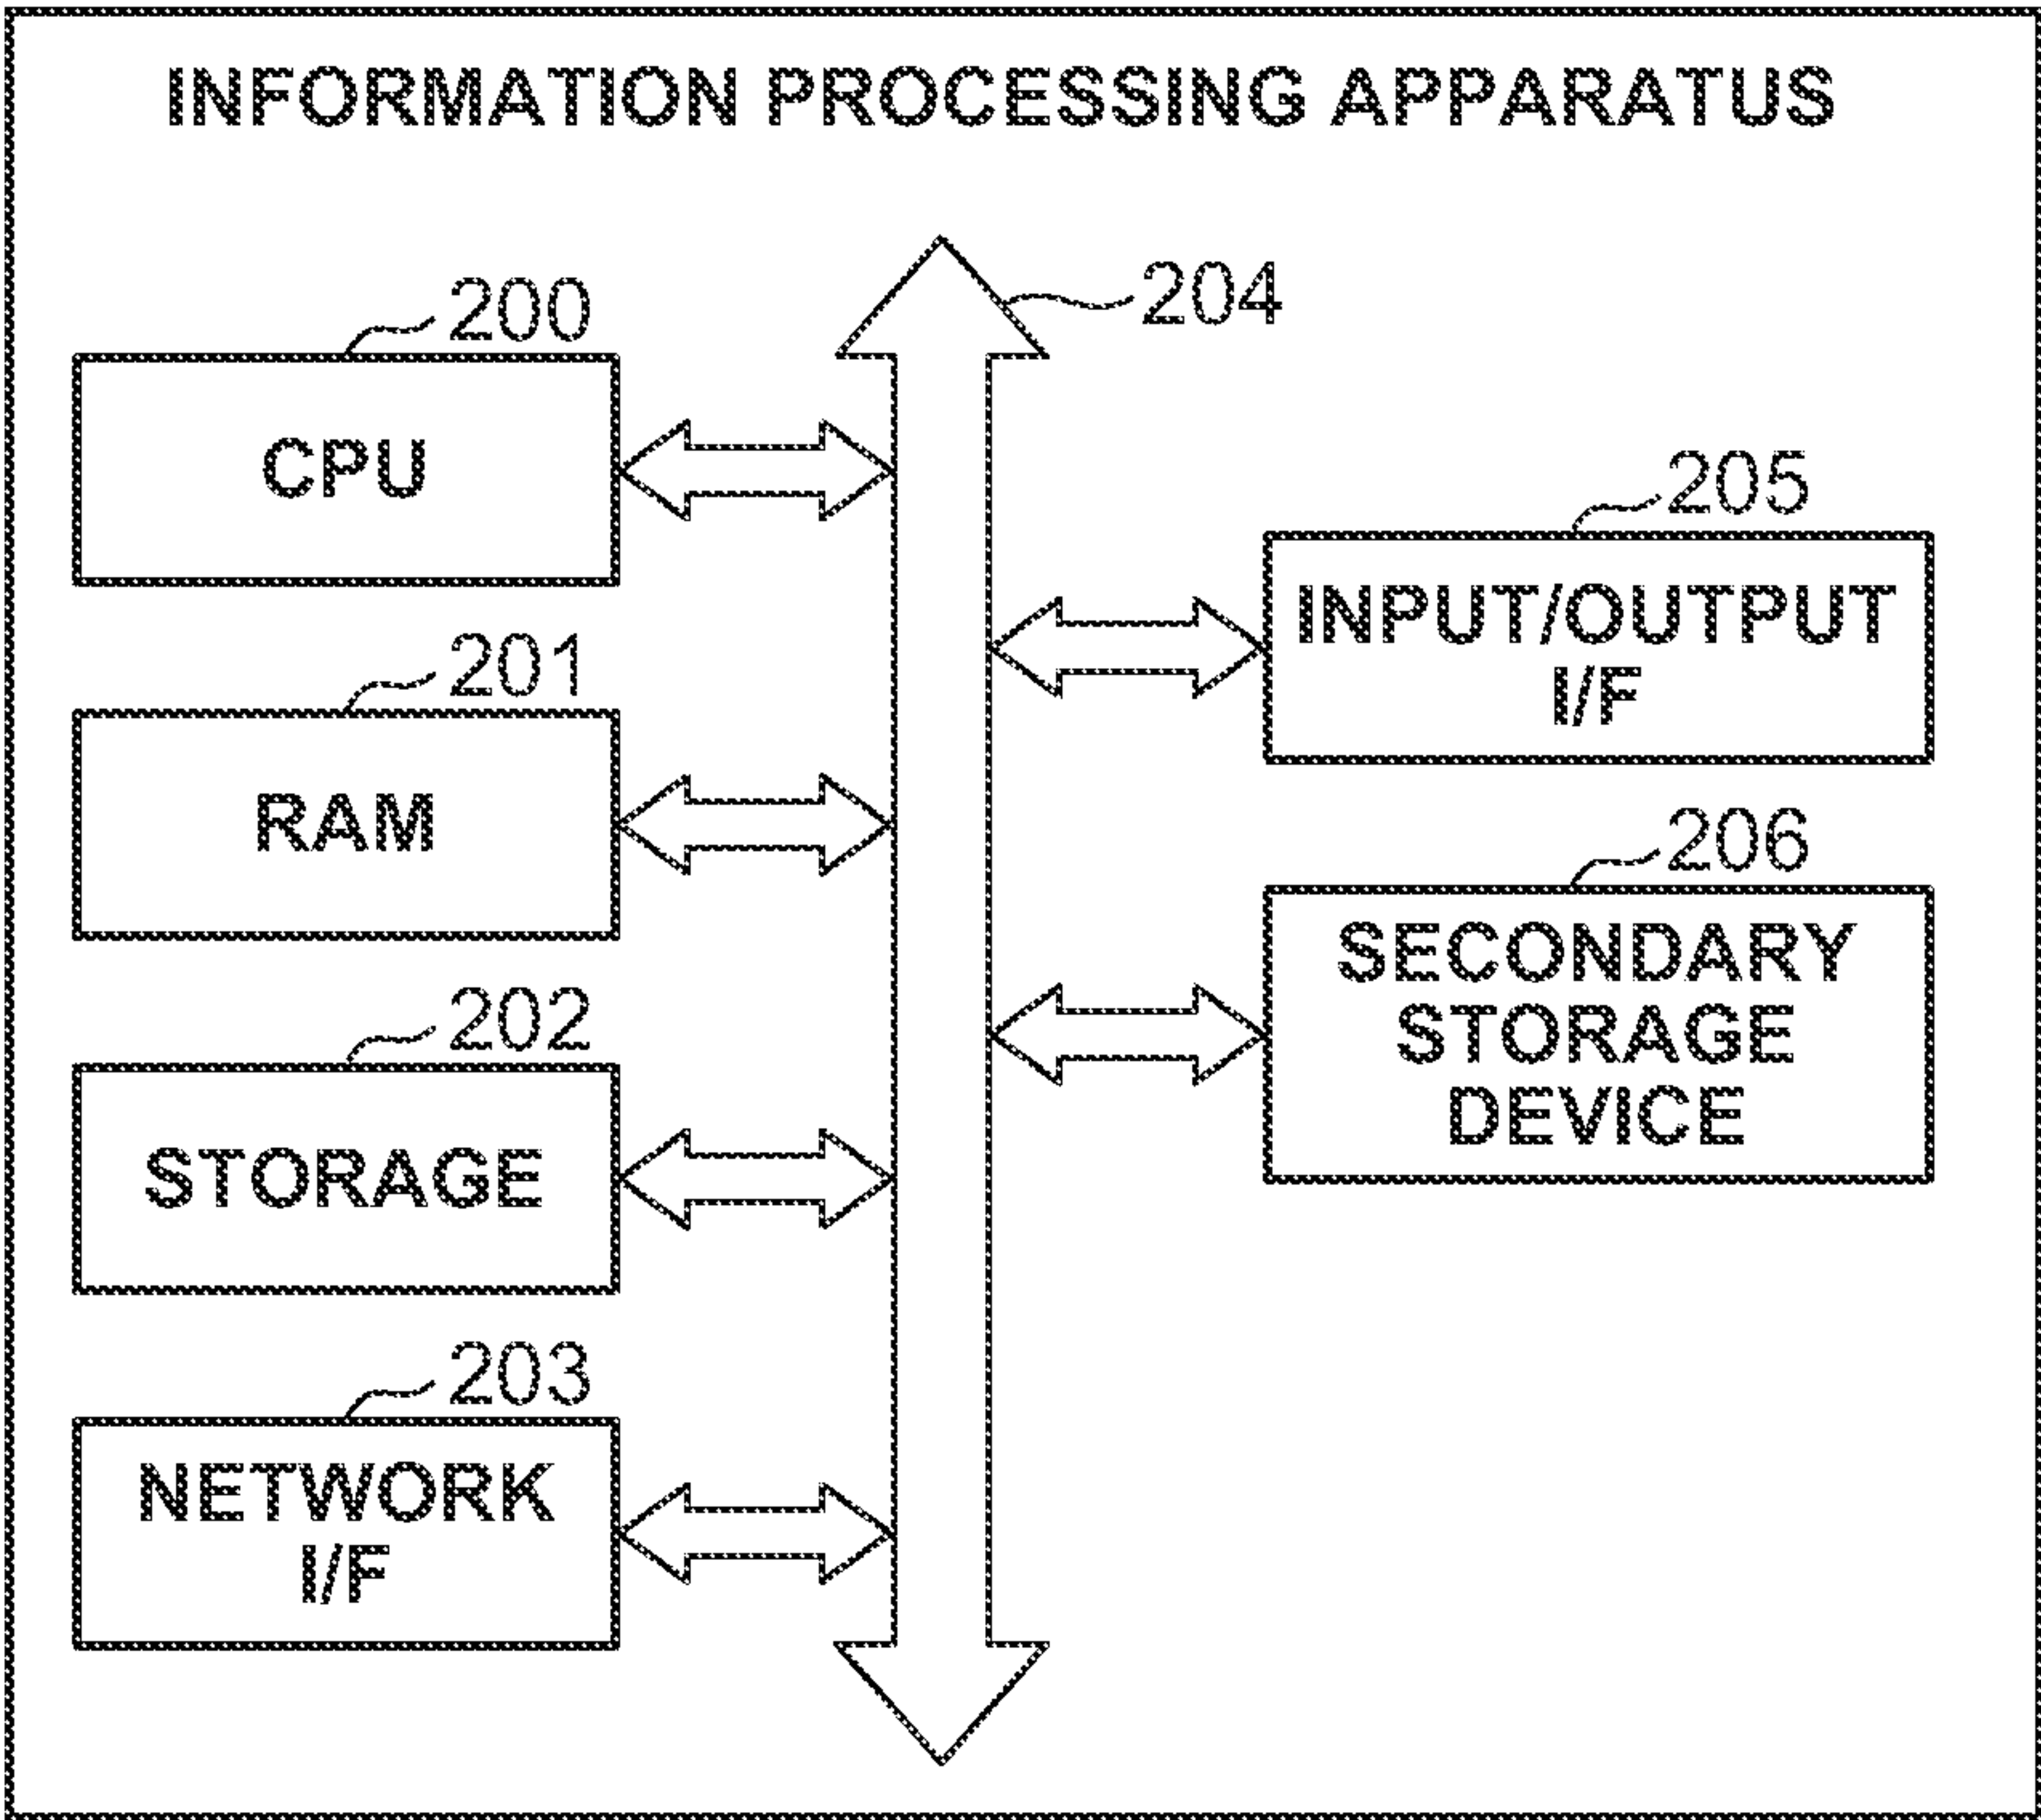 INFORMATION PROCESSING APPARATUS
200
CPU
201
RAM
202
STORAGE
203
NETWORK
I/F
204
205
INPUT/OUTPUT
I/F
206
SECONDARY
STORAGE
DEVICE